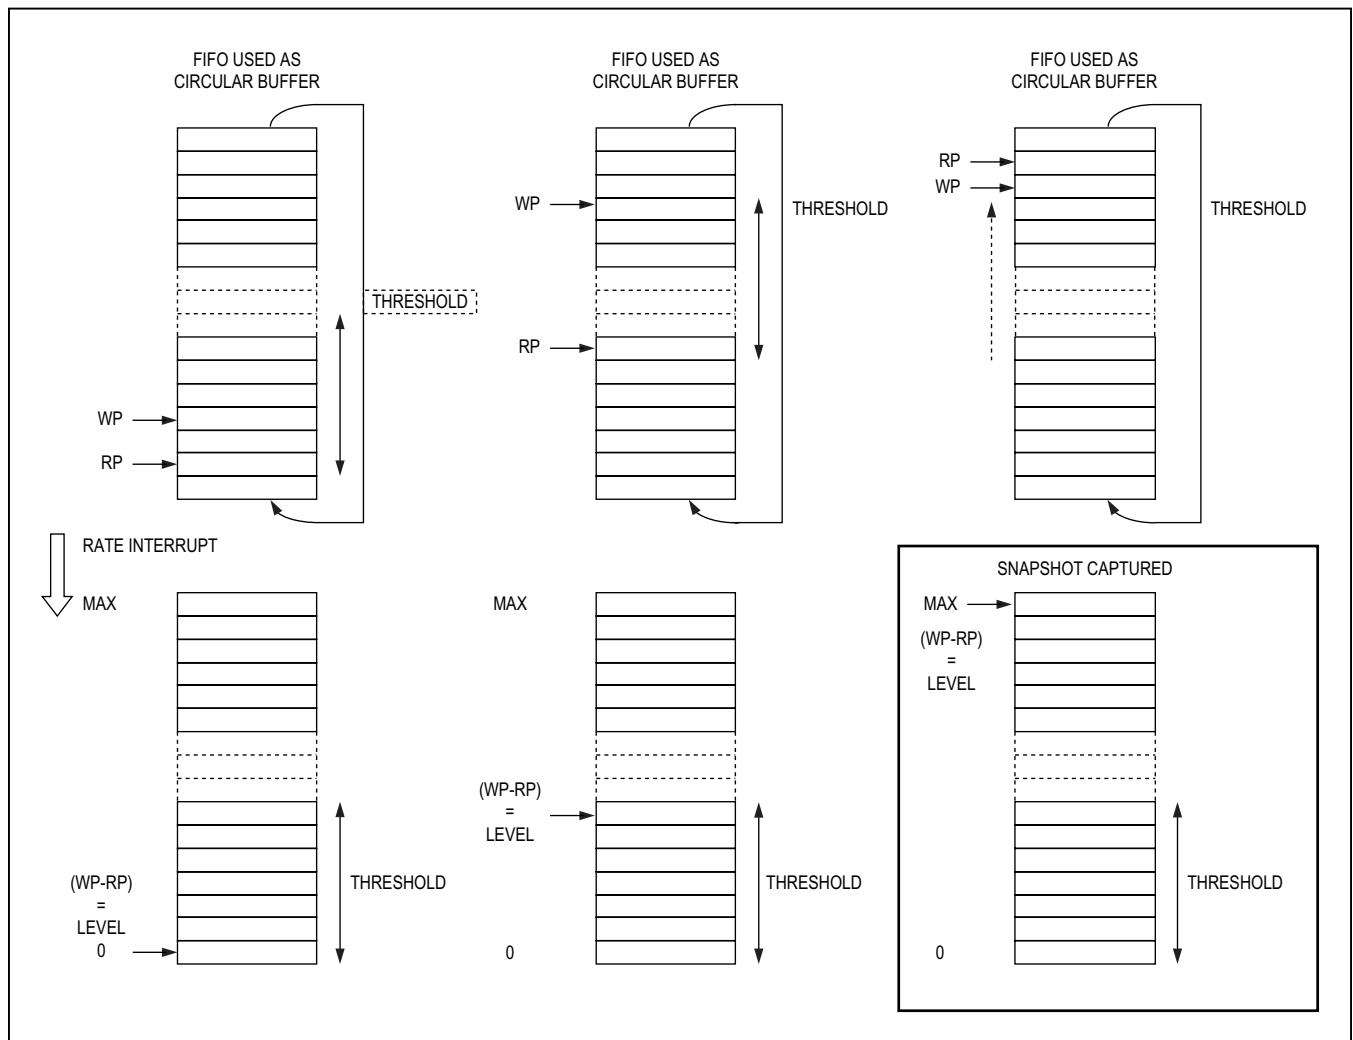 FIFO USED AS
CIRCULAR BUFFER
WP
RP
THRESHOLD
FIFO USED AS
CIRCULAR BUFFER
WP
RP
THRESHOLD
FIFO USED AS
CIRCULAR BUFFER
RP
WP
THRESHOLD
RATE INTERRUPT
MAX
(WP-RP)
=
LEVEL
0
THRESHOLD
MAX
(WP-RP)
=
LEVEL
0
THRESHOLD
SNAPSHOT CAPTURED
MAX
(WP-RP)
=
LEVEL
0
THRESHOLD